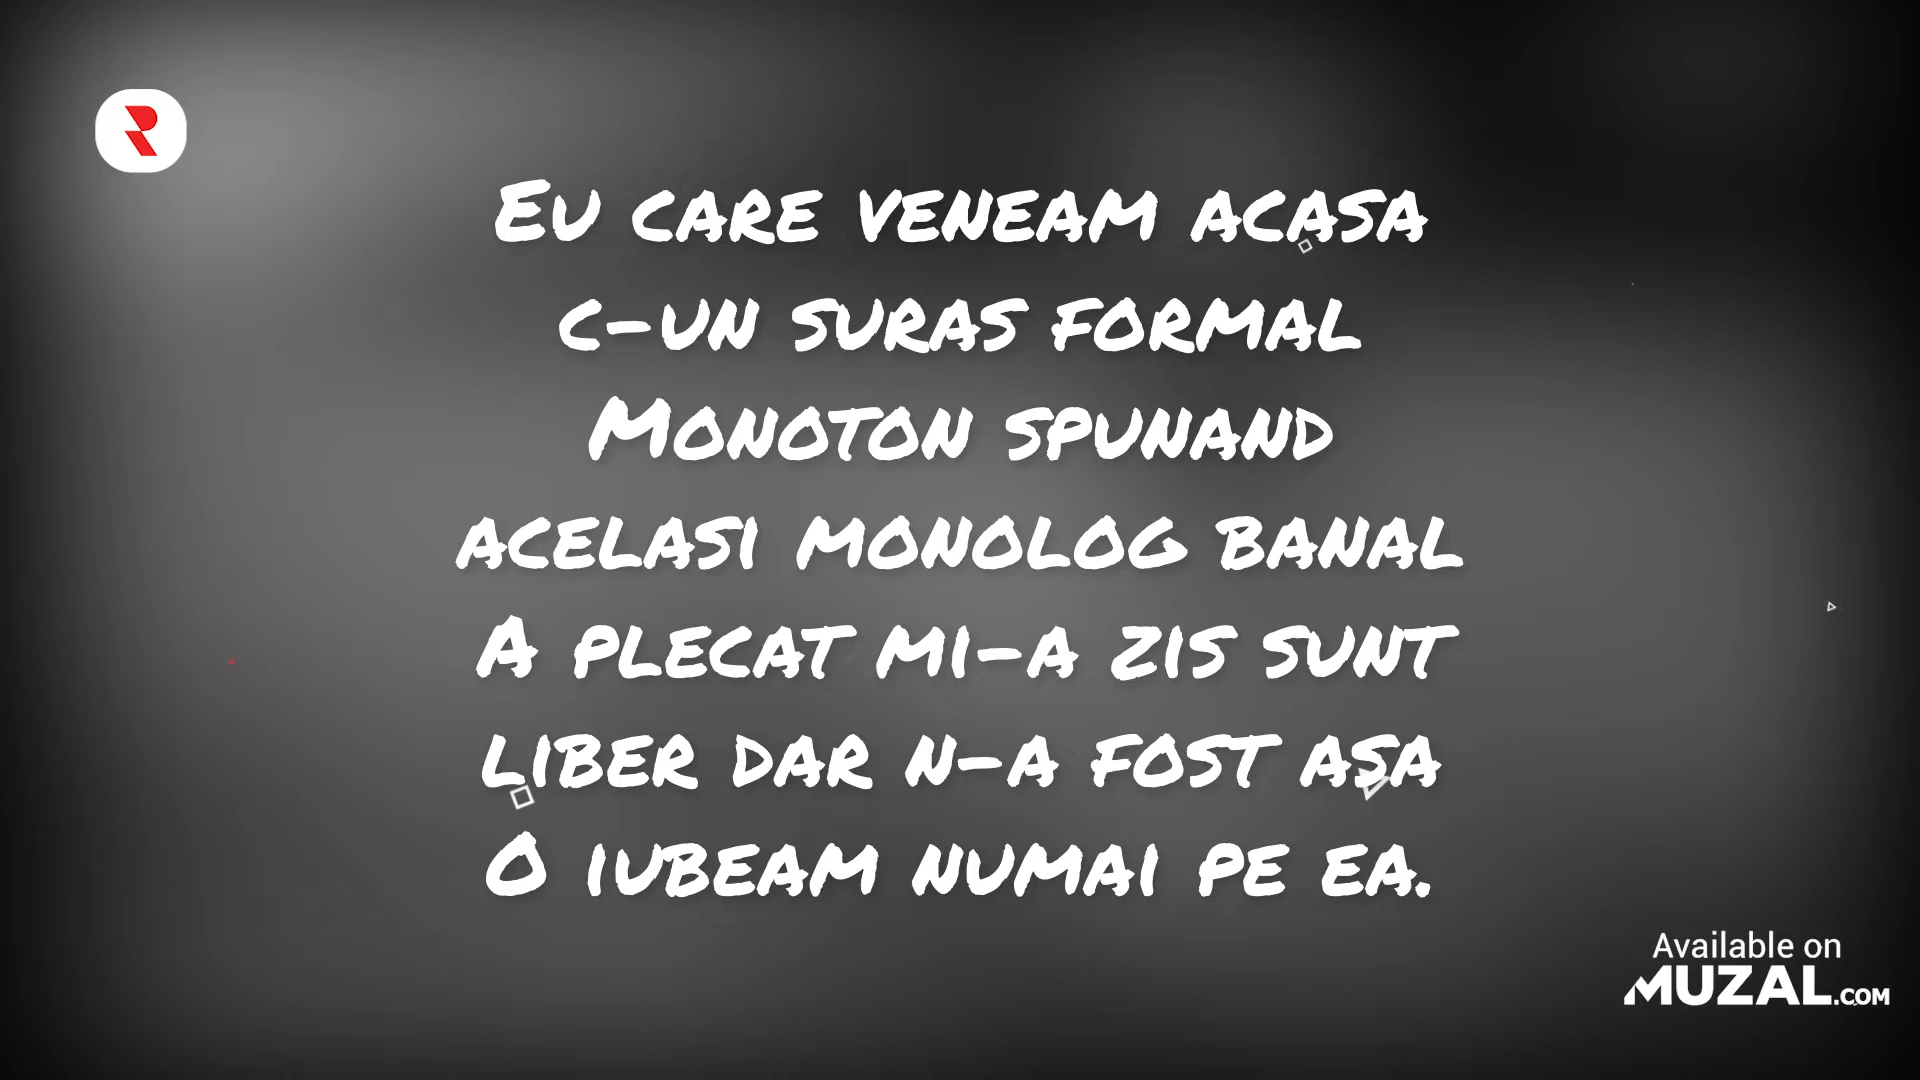 Eu care veneam acasa
c-un suras formal
Monoton spunand
acelasi monolog banal
A plecat mi-a zis sunt
liber dar n-a fost asa
O iubeam numai pe ea.
Available on
MUZAL.COM